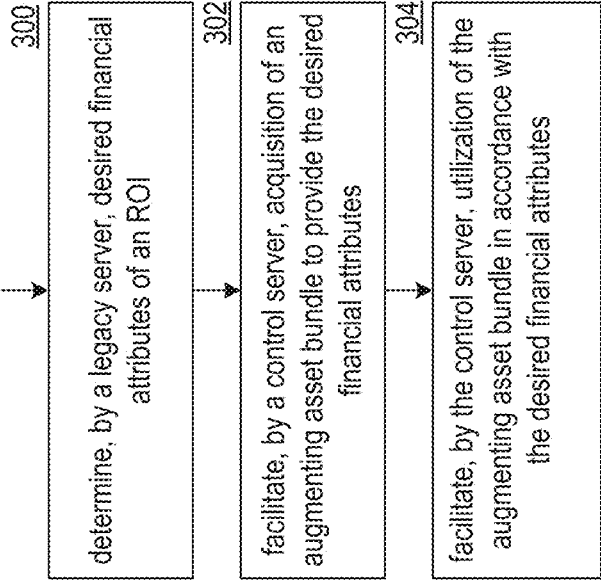 300
determine, by a legacy server, desired financial
attributes of an ROI
302
facilitate, by a control server, acquisition of an
augmenting asset bundle to provide the desired
financial attributes
304
facilitate, by the control server, utilization of the
augmenting asset bundle in accordance with
the desired financial attributes